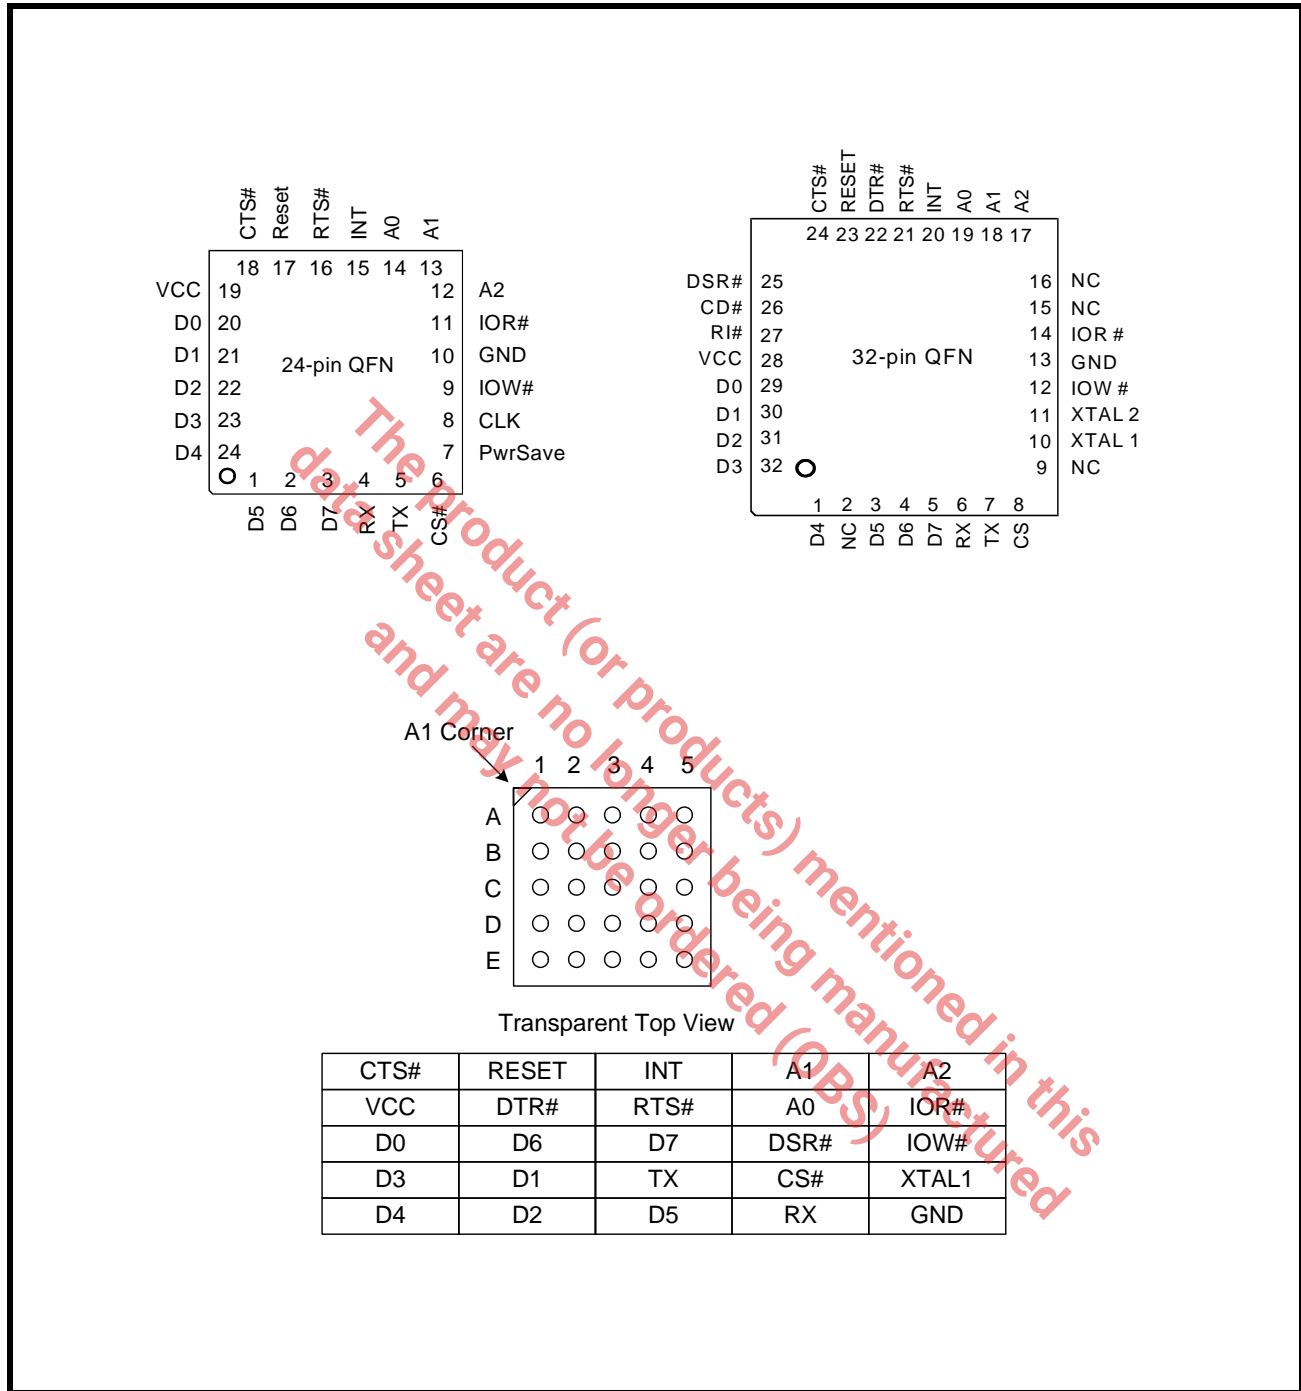 CTS# Reset RTS# INT A0 A1
18 17 16 15 14 13
VCC 19 12 A2
D0 20 11 IOR#
D1 21 10 GND
24-pin QFN
D2 22 9 IOW#
D3 23 8 CLK
D4 24 7 PwrSave
1 2 3 4 5 6
D5 D6 D7 RX TX CS#
CTS# RESET DTR# RTS# INT A0 A1 A2
24 23 22 21 20 19 18 17
DSR# 25 16 NC
CD# 26 15 NC
RI# 27 14 IOR #
VCC 28 32-pin QFN 13 GND
D0 29 12 IOW #
D1 30 11 XTAL 2
D2 31 10 XTAL 1
D3 32 9 NC
1 2 3 4 5 6 7 8
D4 NC D5 D6 D7 RX TX CS
The product (or products) mentioned in this
data sheet are no longer being manufactured
and may not be ordered (OBS)
A1 Corner
1 2 3 4 5
A
B
C
D
E
Transparent Top View
CTS# RESET INT A1 A2
VCC DTR# RTS# A0 IOR#
D0 D6 D7 DSR# IOW#
D3 D1 TX CS# XTAL1
D4 D2 D5 RX GND